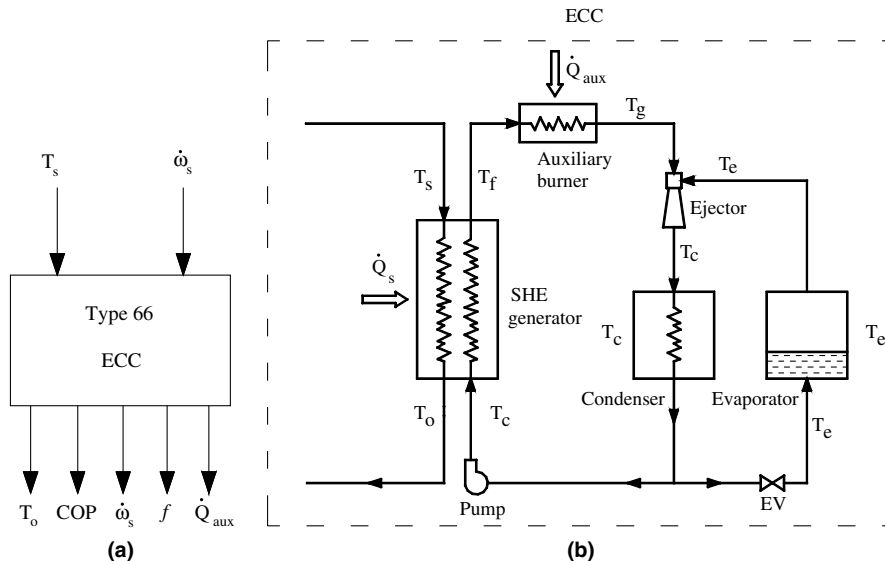 ECC
T_s
ω̇_s
Type 66
ECC
T_o
COP
ω̇_s
f
Q̇_aux
(a)
Q̇_aux
T_g
Auxiliary
burner
T_s
T_f
T_e
Ejector
T_c
Q̇_s
SHE
generator
T_c
T_e
Condenser
Evaporator
T_o
T_c
T_e
Pump
EV
(b)